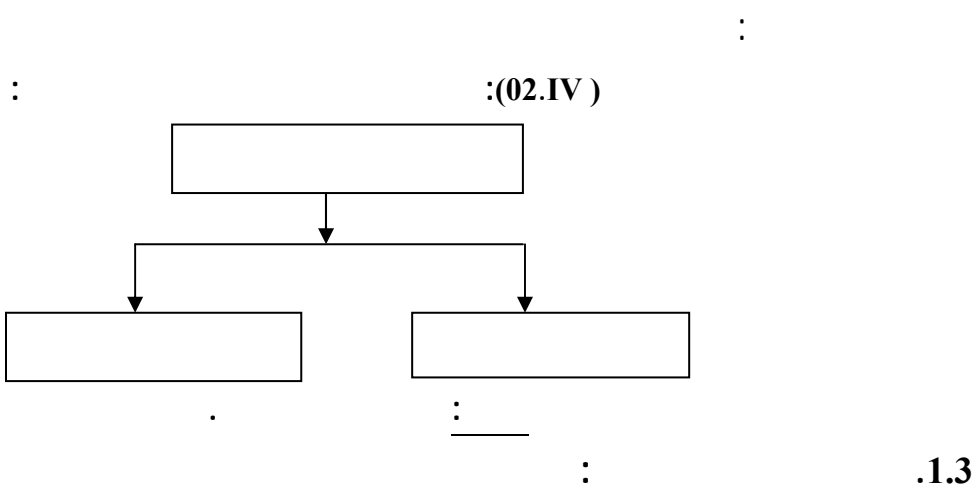 :
:(02.IV ) :
: .
.1.3 :